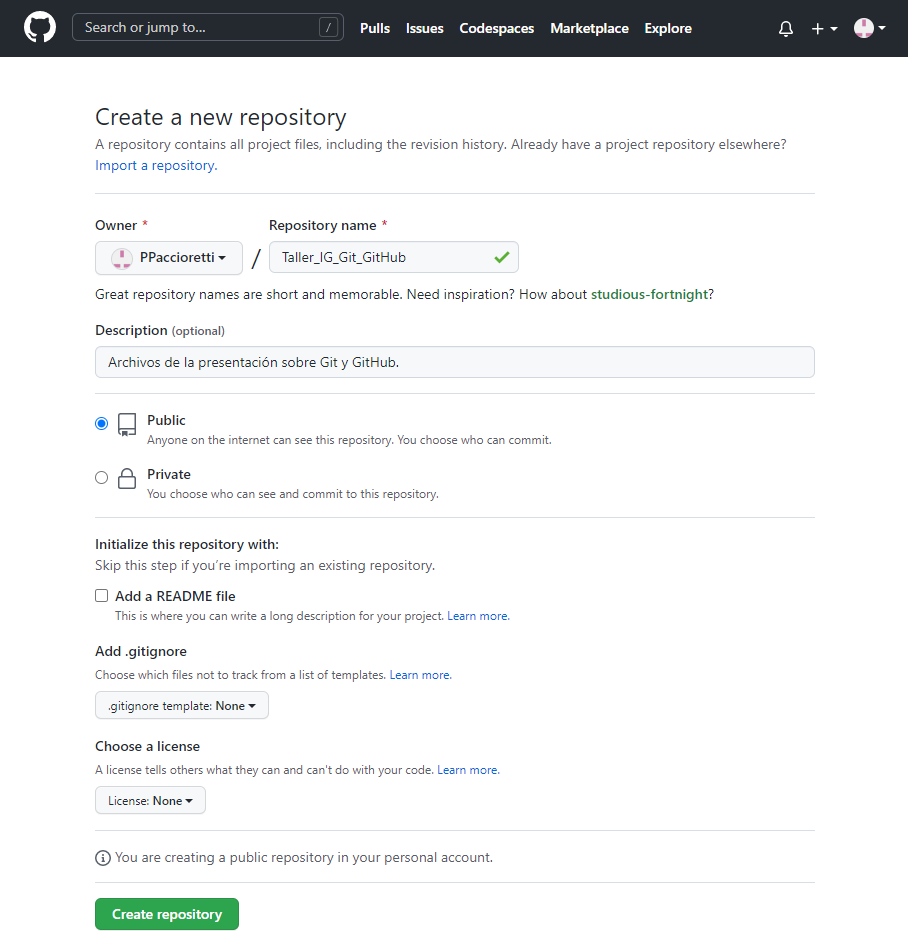 Search or jump to... /
Pulls Issues Codespaces Marketplace Explore
Create a new repository
A repository contains all project files, including the revision history. Already have a project repository elsewhere?
Import a repository.
Owner * Repository name *
PPaccioretti / Taller_IG_Git_GitHub
Great repository names are short and memorable. Need inspiration? How about studious-fortnight?
Description (optional)
Archivos de la presentación sobre Git y GitHub.
Public
Anyone on the internet can see this repository. You choose who can commit.
Private
You choose who can see and commit to this repository.
Initialize this repository with:
Skip this step if you’re importing an existing repository.
Add a README file
This is where you can write a long description for your project. Learn more.
Add .gitignore
Choose which files not to track from a list of templates. Learn more.
.gitignore template: None
Choose a license
A license tells others what they can and can't do with your code. Learn more.
License: None
You are creating a public repository in your personal account.
Create repository